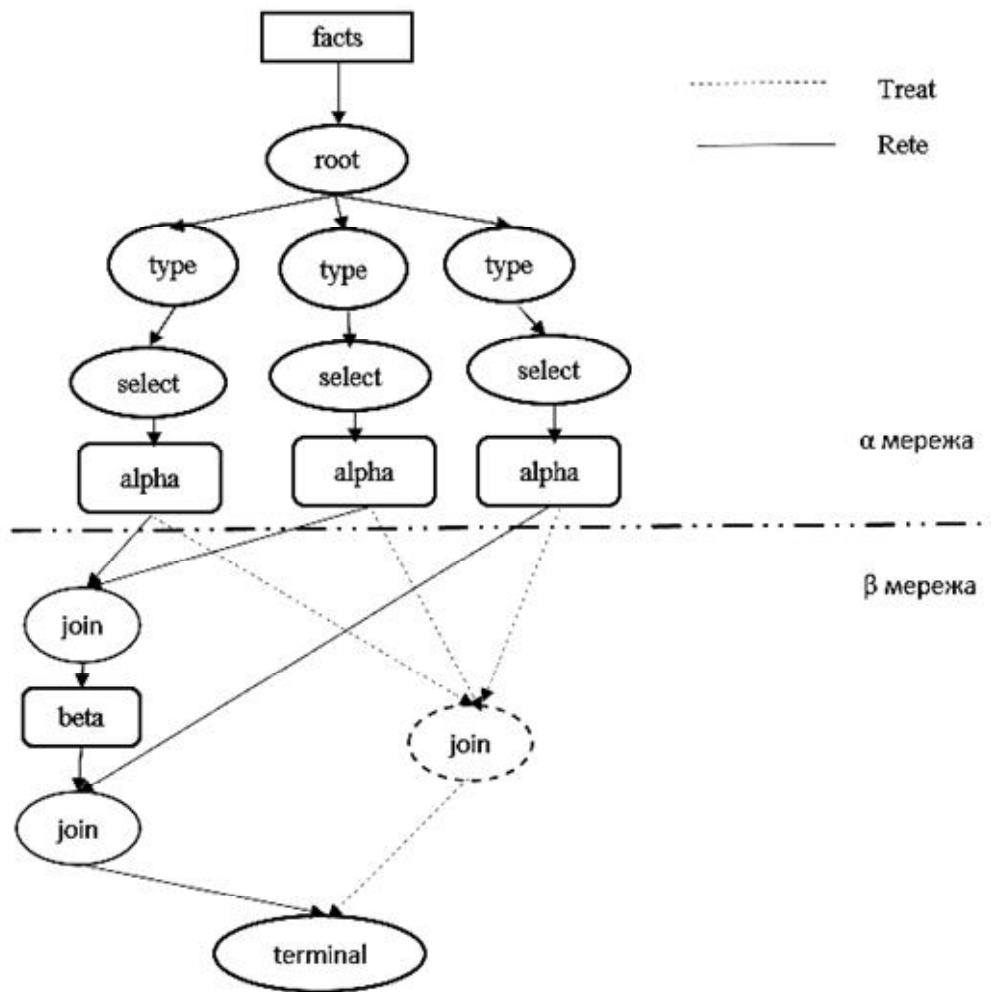 facts
Treat
Rete
root
type
type
type
select
select
select
alpha
alpha
alpha
α мережа
β мережа
join
beta
join
join
terminal